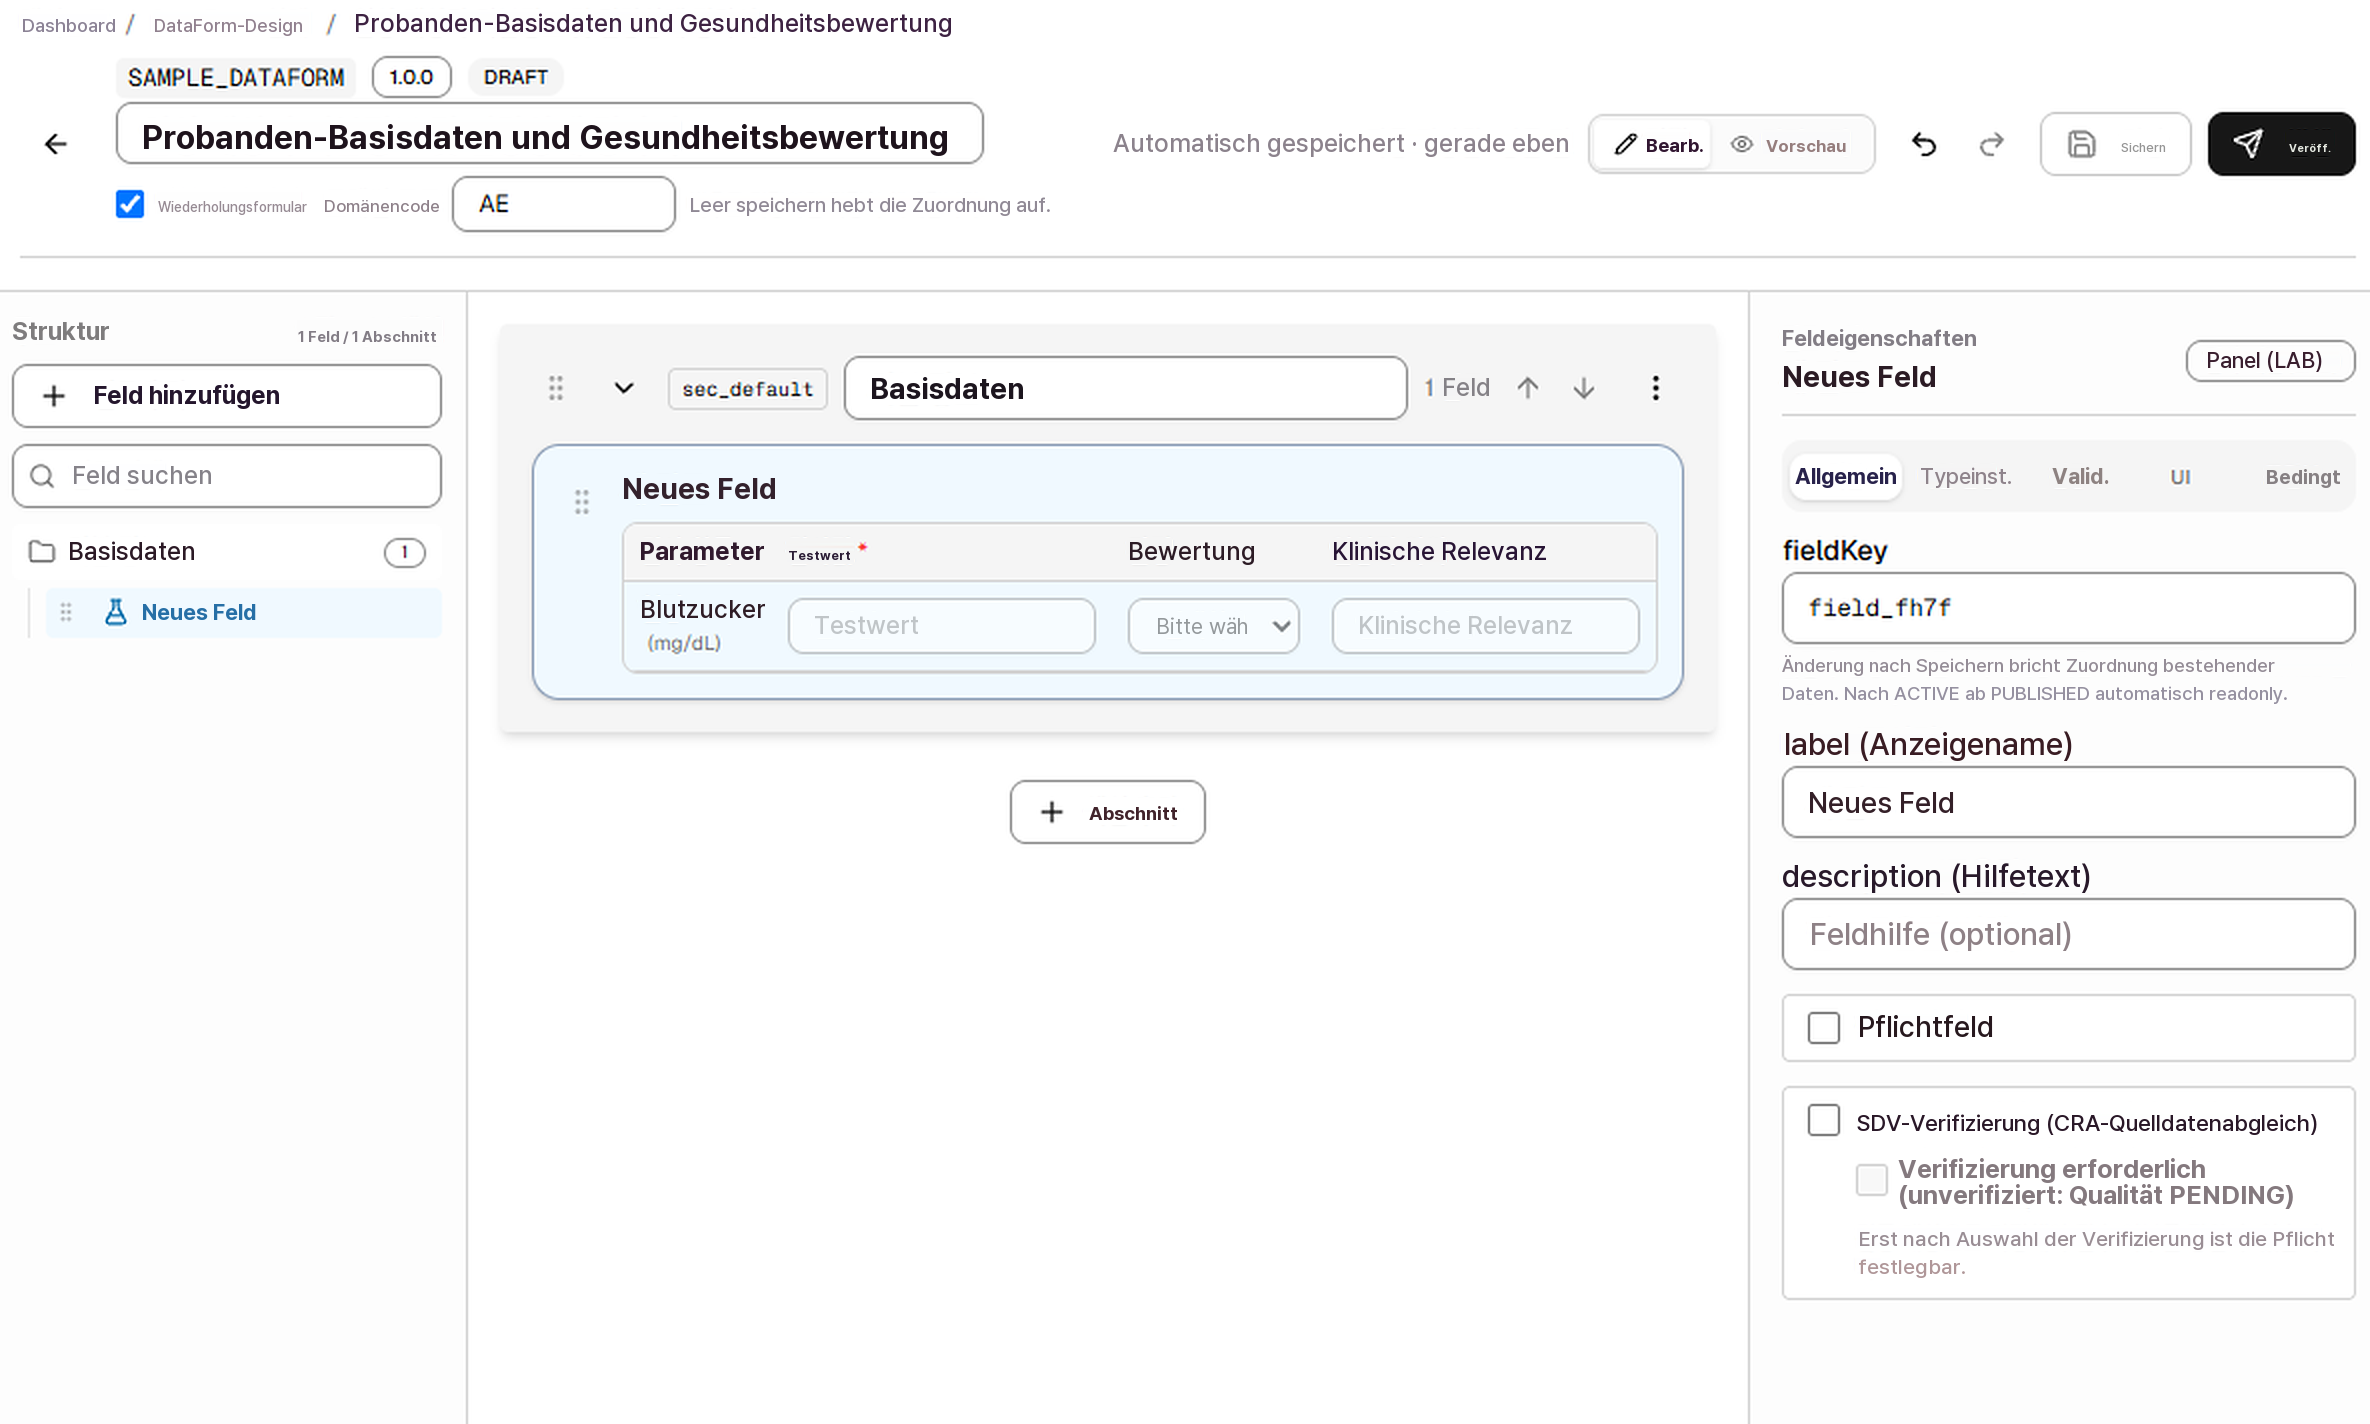 Dashboard / DataForm-Design / Probanden-Basisdaten und Gesundheitsbewertung
SAMPLE_DATAFORM 1.0.0 DRAFT
Probanden-Basisdaten und Gesundheitsbewertung
Automatisch gespeichert · gerade eben Bearb. Vorschau Sichern Veröff.
Wiederholungsformular Domänencode AE Leer speichern hebt die Zuordnung auf.
Struktur 1 Feld / 1 Abschnitt
Feld hinzufügen
Feld suchen
Basisdaten 1
Neues Feld
sec_default Basisdaten 1 Feld
Neues Feld
Parameter Testwert * Bewertung Klinische Relevanz
Blutzucker (mg/dL) Testwert Bitte wäh Klinische Relevanz
Abschnitt
Feldeigenschaften
Neues Feld
Panel (LAB)
Allgemein Typeinst. Valid. UI Bedingt
fieldKey
field_fh7f
Änderung nach Speichern bricht Zuordnung bestehender
Daten. Nach ACTIVE ab PUBLISHED automatisch readonly.
label (Anzeigename)
Neues Feld
description (Hilfetext)
Feldhilfe (optional)
Pflichtfeld
SDV-Verifizierung (CRA-Quelldatenabgleich)
Verifizierung erforderlich
(unverifiziert: Qualität PENDING)
Erst nach Auswahl der Verifizierung ist die Pflicht
festlegbar.